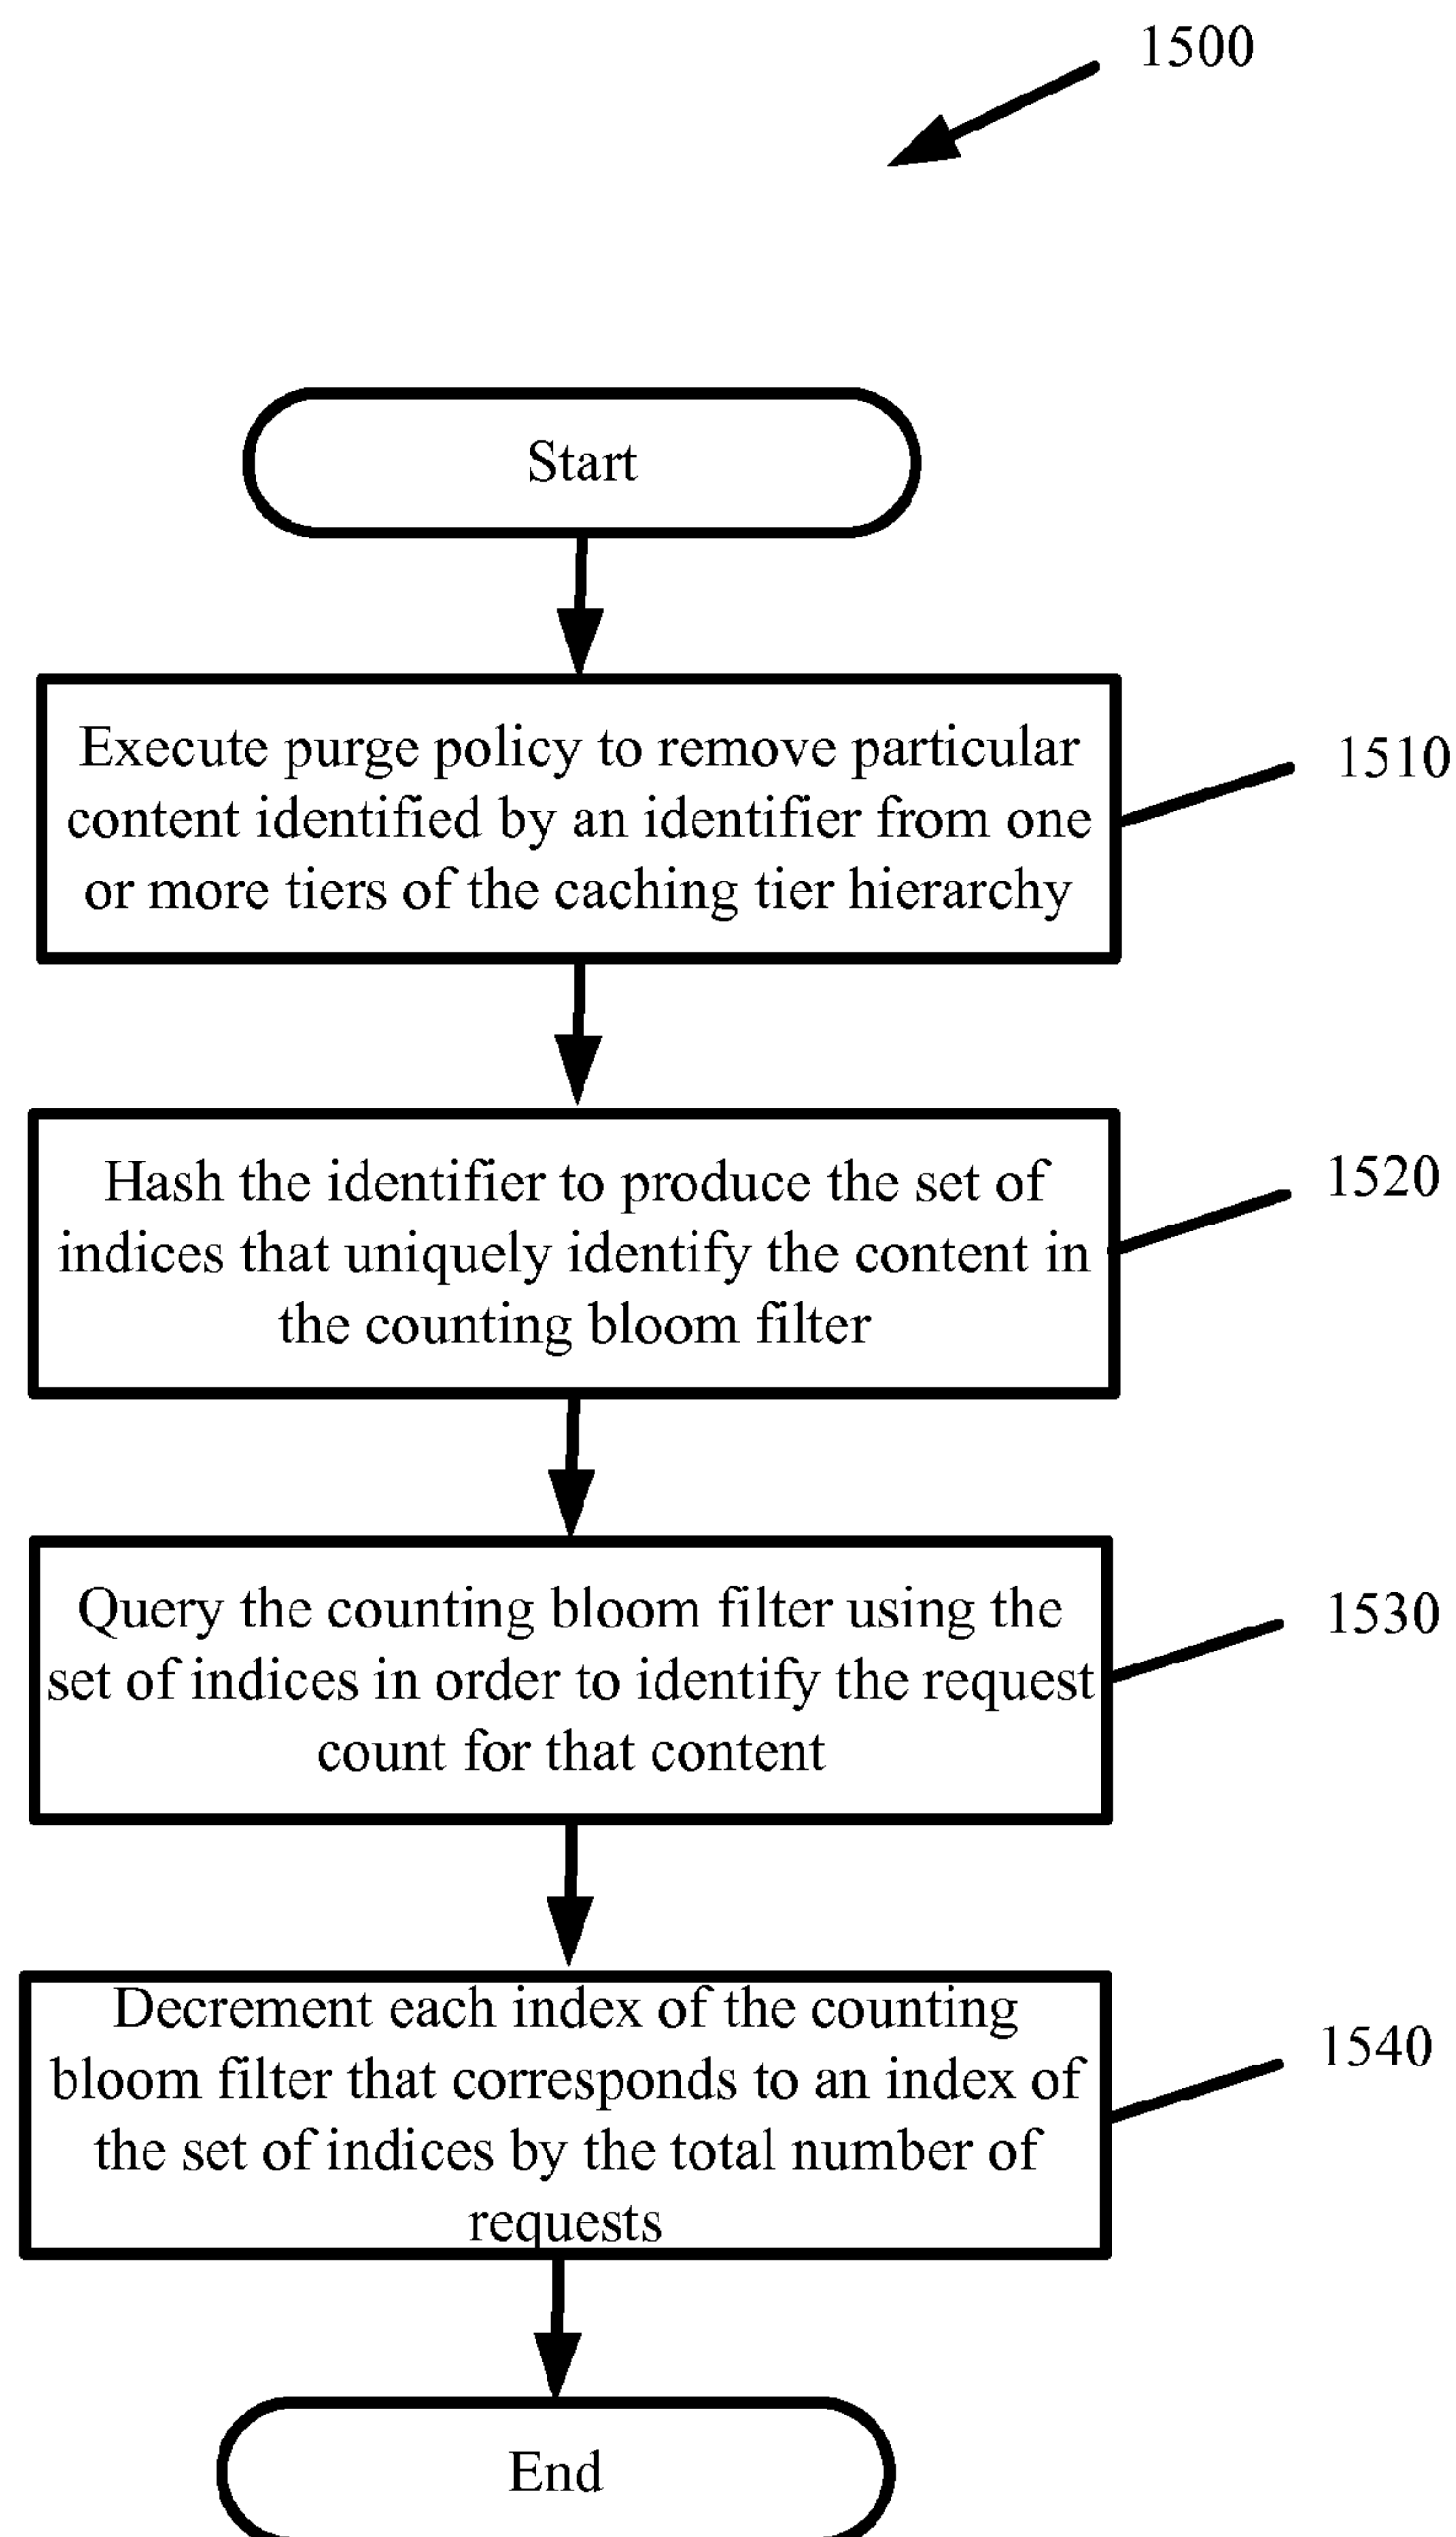 1500
Start
Execute purge policy to remove particular
content identified by an identifier from one
or more tiers of the caching tier hierarchy
1510
Hash the identifier to produce the set of
indices that uniquely identify the content in
the counting bloom filter
1520
Query the counting bloom filter using the
set of indices in order to identify the request
count for that content
1530
Decrement each index of the counting
bloom filter that corresponds to an index of
the set of indices by the total number of
requests
1540
End